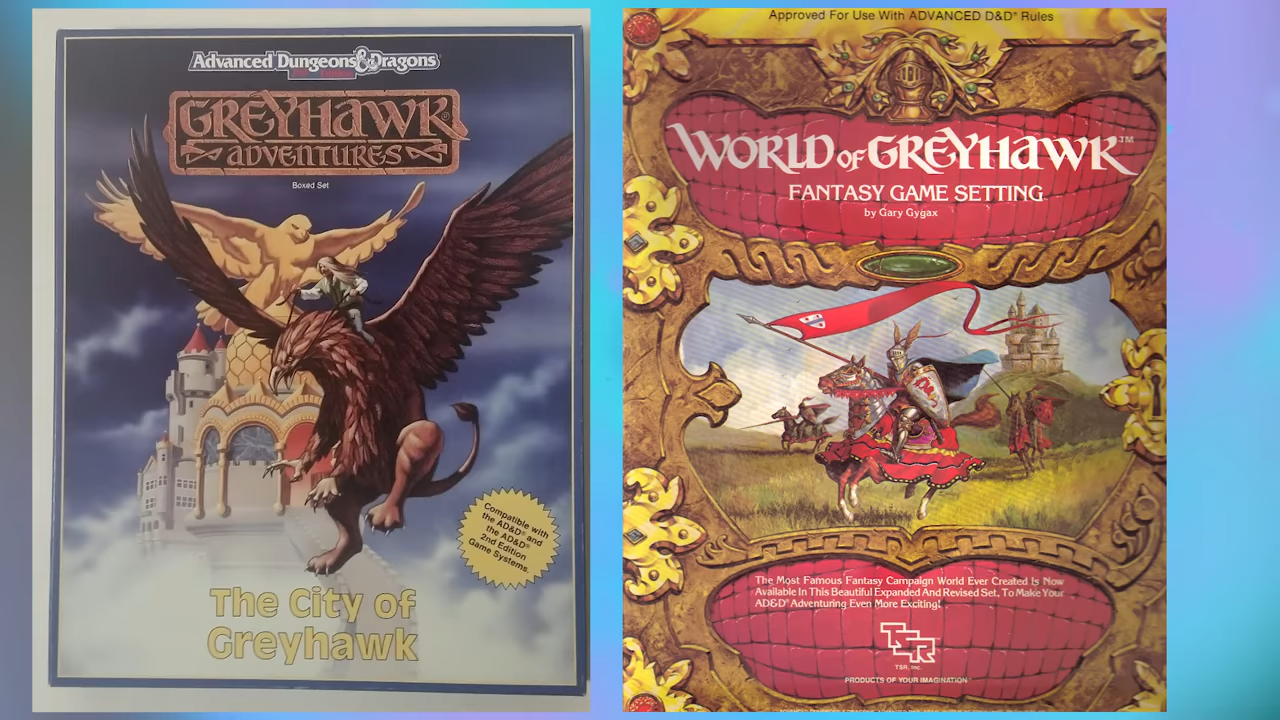 Advanced Dungeons & Dragons®
GREYHAWK®
ADVENTURES
Boxed Set
Compatible with
the AD&D® and
the AD&D®
2nd Edition
Game Systems.
The City of
Greyhawk
Approved For Use With ADVANCED D&D® Rules
WORLD OF GREYHAWK™
FANTASY GAME SETTING
by Gary Gygax
The Most Famous Fantasy Campaign World Ever Created Is Now
Available In This Beautiful Expanded And Revised Set, To Make Your
AD&D® Adventuring Even More Exciting!
TSR
TSR, Inc.
PRODUCTS OF YOUR IMAGINATION™